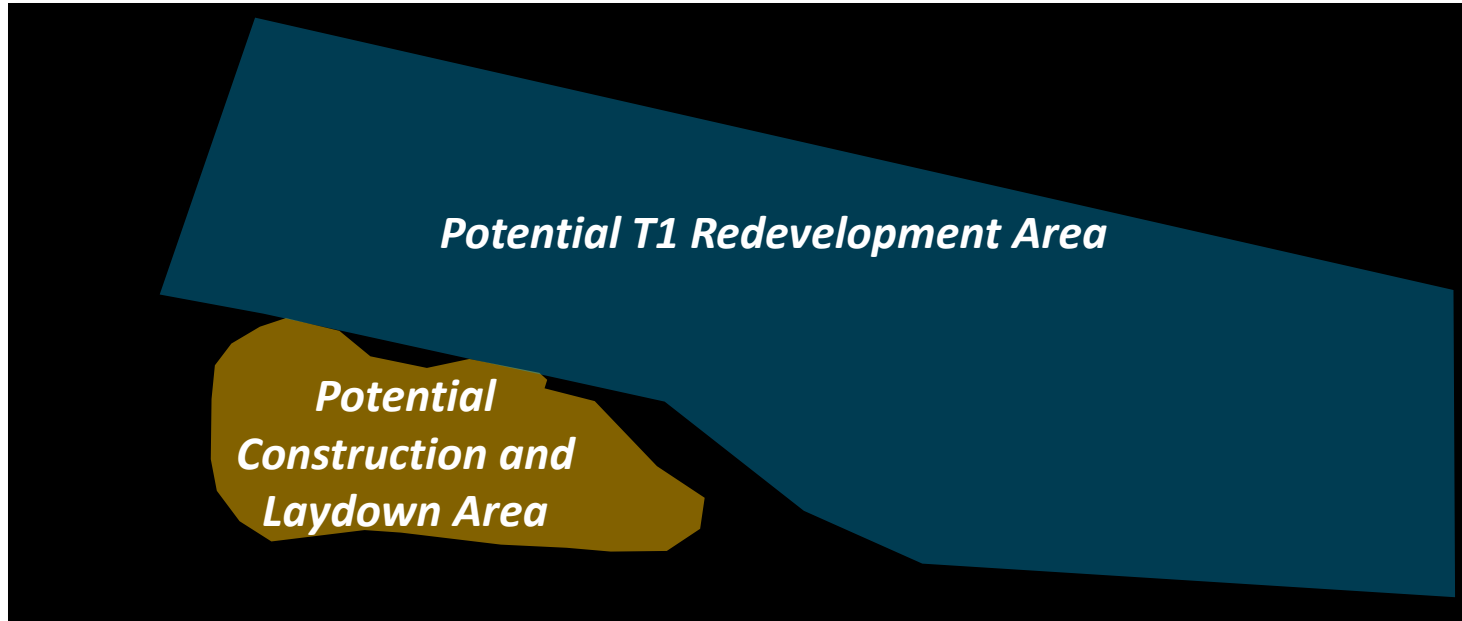 Potential T1 Redevelopment Area
Potential
Construction and
Laydown Area